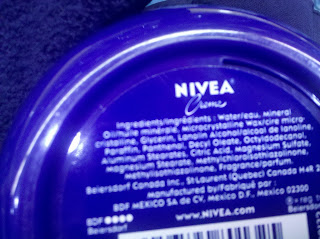 NIVEA
Creme
Ingredients/Ingrédients : Water/eau, Mineral
Oil/huile minérale, Microcrystalline Wax/cire micro-
cristalline, Glycerin, Lanolin Alcohol/alcool de lanoline,
Paraffin, Panthenol, Decyl Oleate, Octyldodecanol,
Aluminum Stearates, Citric Acid, Magnesium Sulfate,
Magnesium Stearate, Methylchloroisothiazolinone,
Methylisothiazolinone, Fragrance/parfum.
Beiersdorf Canada Inc., St-Laurent (Quebec) Canada H4R 2
Manufactured by/Fabriqué par :
BDF MEXICO SA de CV, Mexico D.F., Mexico 02300
BDF
Beiersdorf
www.NIVEA.com
® = reg. t